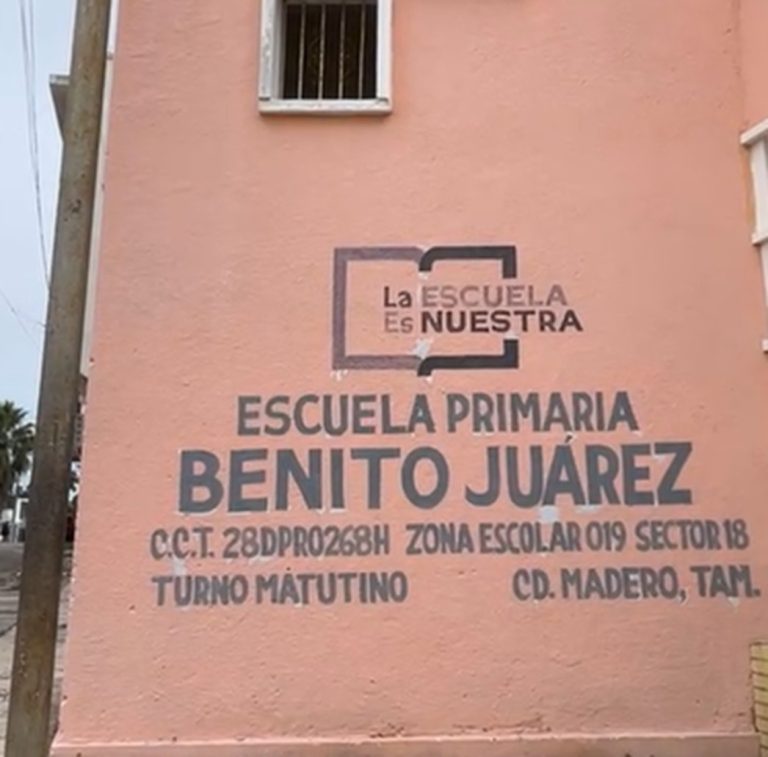 La ESCUELA
Es NUESTRA
ESCUELA PRIMARIA
BENITO JUÁREZ
C.C.T. 28DPR0268H ZONA ESCOLAR 019 SECTOR 18
TURNO MATUTINO CD. MADERO, TAM.